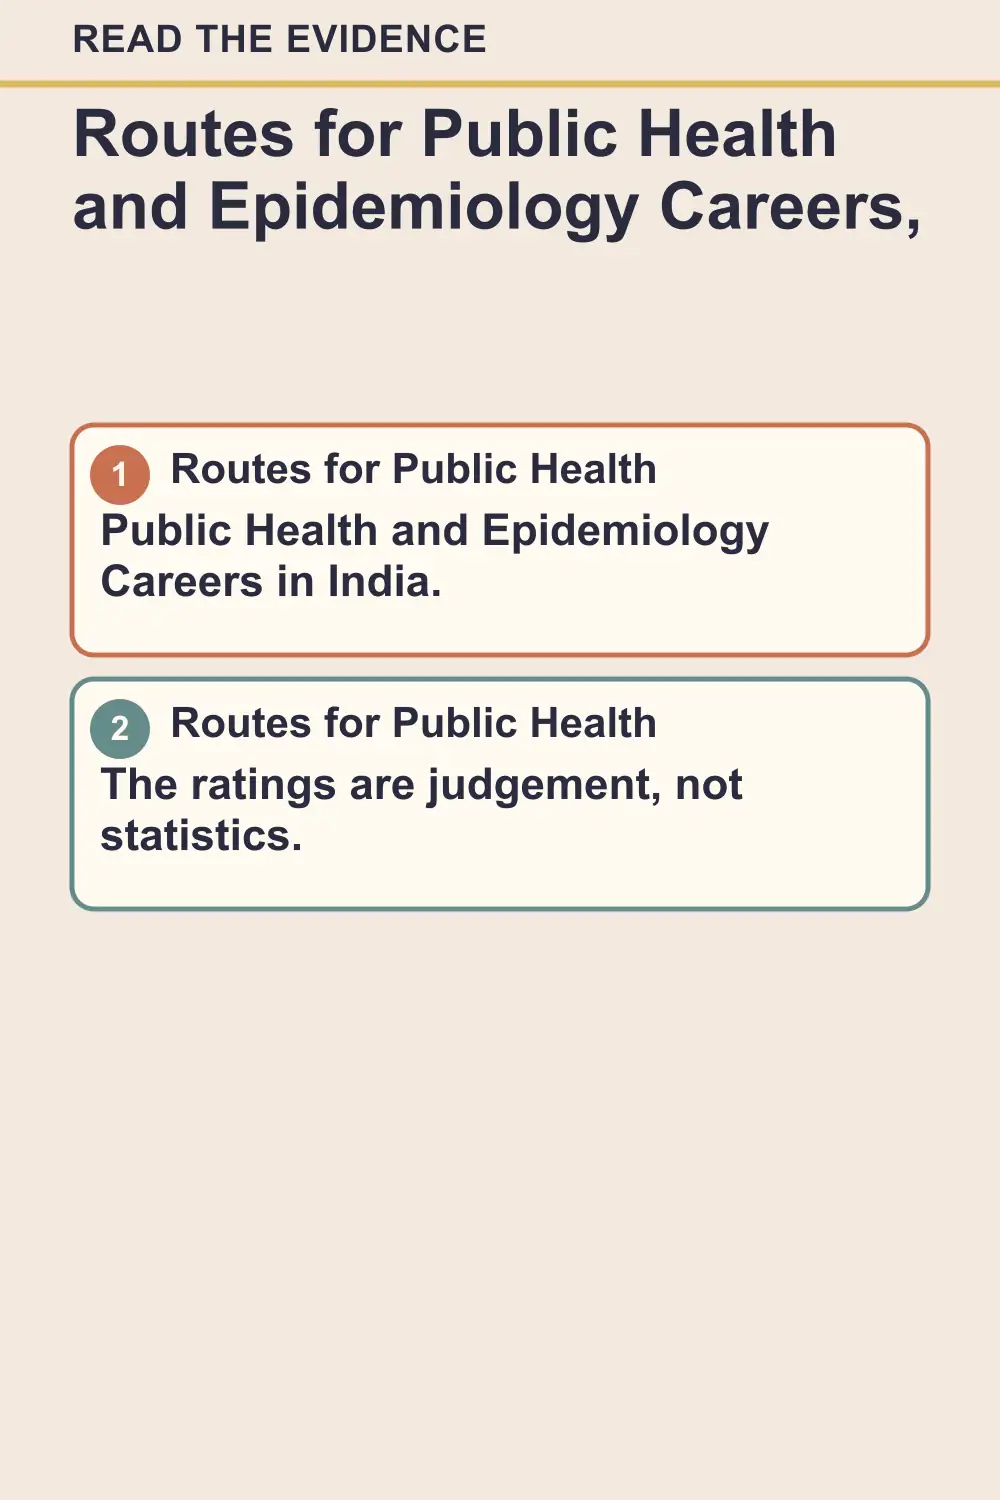 READ THE EVIDENCE
Routes for Public Health
and Epidemiology Careers,
1 Routes for Public Health
Public Health and Epidemiology
Careers in India.
2 Routes for Public Health
The ratings are judgement, not
statistics.